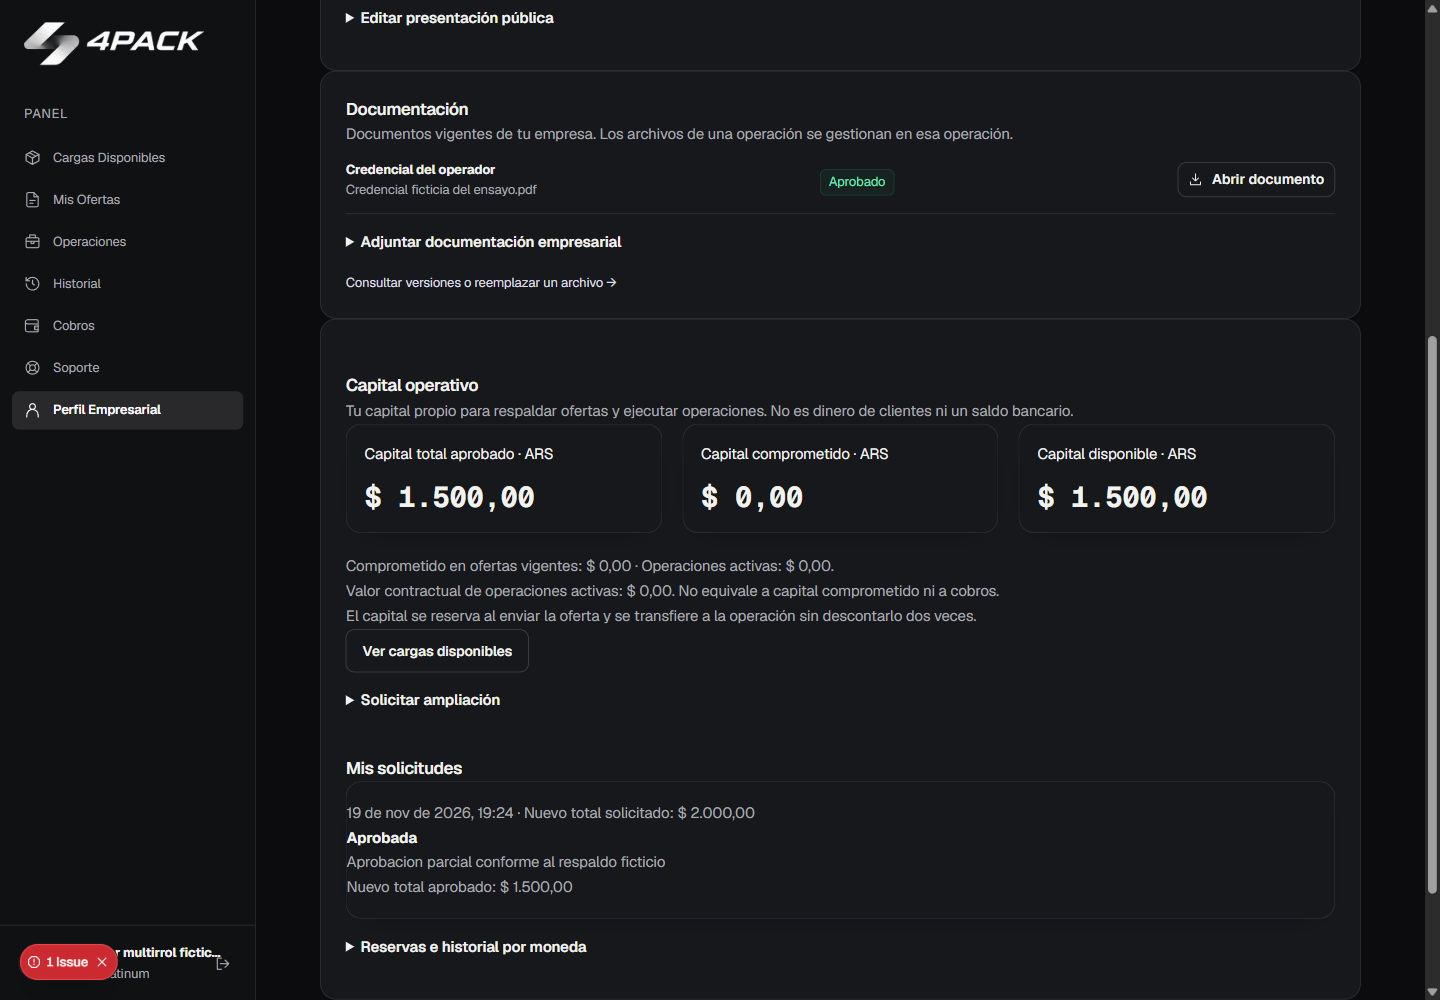 4PACK
PANEL
Cargas Disponibles
Mis Ofertas
Operaciones
Historial
Cobros
Soporte
Perfil Empresarial
r multirrol fictic...
atinum
1 Issue
Editar presentación pública
Documentación
Documentos vigentes de tu empresa. Los archivos de una operación se gestionan en esa operación.
Credencial del operador
Credencial ficticia del ensayo.pdf
Aprobado
Abrir documento
Adjuntar documentación empresarial
Consultar versiones o reemplazar un archivo →
Capital operativo
Tu capital propio para respaldar ofertas y ejecutar operaciones. No es dinero de clientes ni un saldo bancario.
Capital total aprobado · ARS
$ 1.500,00
Capital comprometido · ARS
$ 0,00
Capital disponible · ARS
$ 1.500,00
Comprometido en ofertas vigentes: $ 0,00 · Operaciones activas: $ 0,00.
Valor contractual de operaciones activas: $ 0,00. No equivale a capital comprometido ni a cobros.
El capital se reserva al enviar la oferta y se transfiere a la operación sin descontarlo dos veces.
Ver cargas disponibles
Solicitar ampliación
Mis solicitudes
19 de nov de 2026, 19:24 · Nuevo total solicitado: $ 2.000,00
Aprobada
Aprobacion parcial conforme al respaldo ficticio
Nuevo total aprobado: $ 1.500,00
Reservas e historial por moneda